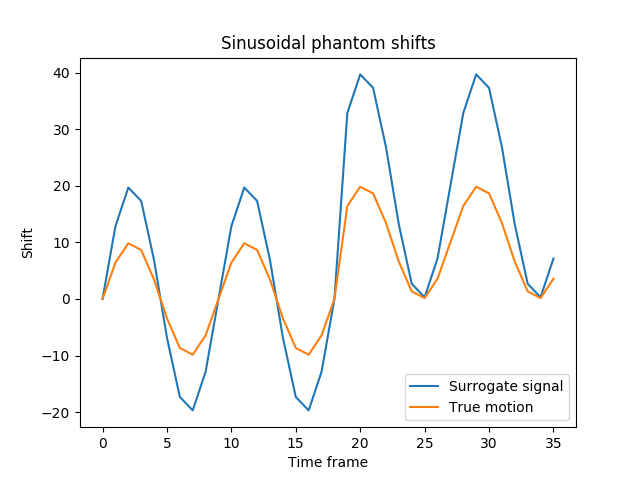 Sinusoidal phantom shifts
40
30
20
10
0
−10
−20
Shift
0 5 10 15 20 25 30 35
Time frame
Surrogate signal
True motion